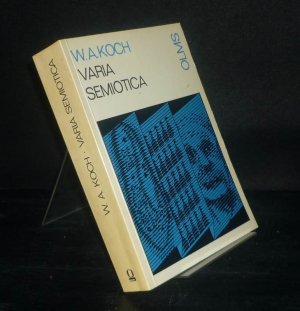 W.A.KOCH
VARIA
SEMIOTICA
OLMS
W. A. KOCH · VARIA SEMIOTICA